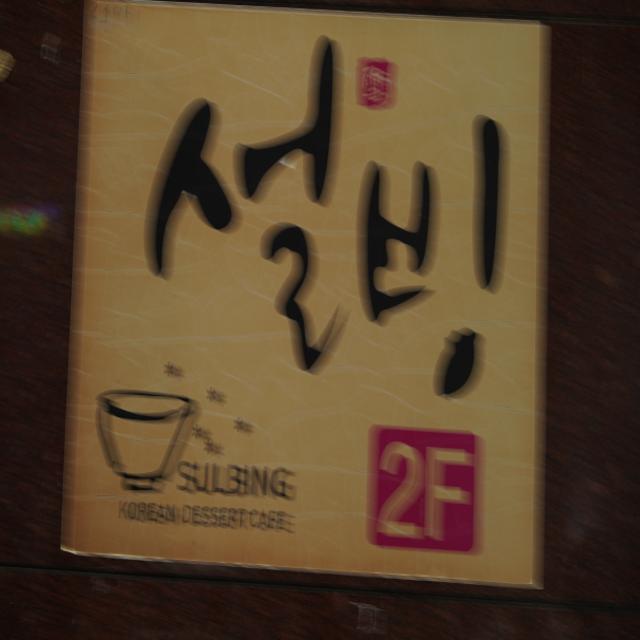 설빙
SULBING
KOREAN DESSERT CAFE
2F